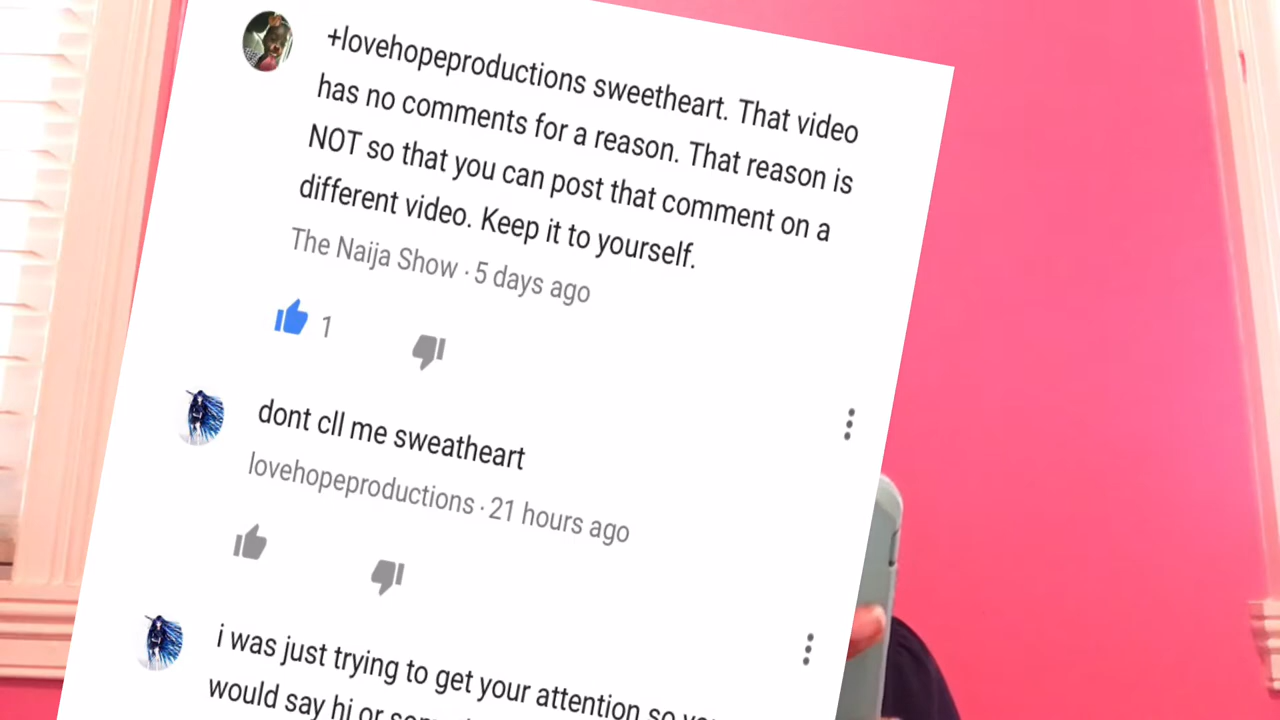 +lovehopeproductions sweetheart. That video
has no comments for a reason. That reason is
NOT so that you can post that comment on a
different video. Keep it to yourself.
The Naija Show · 5 days ago
1
dont cll me sweatheart
lovehopeproductions · 21 hours ago
i was just trying to get your attention so
would say hi or